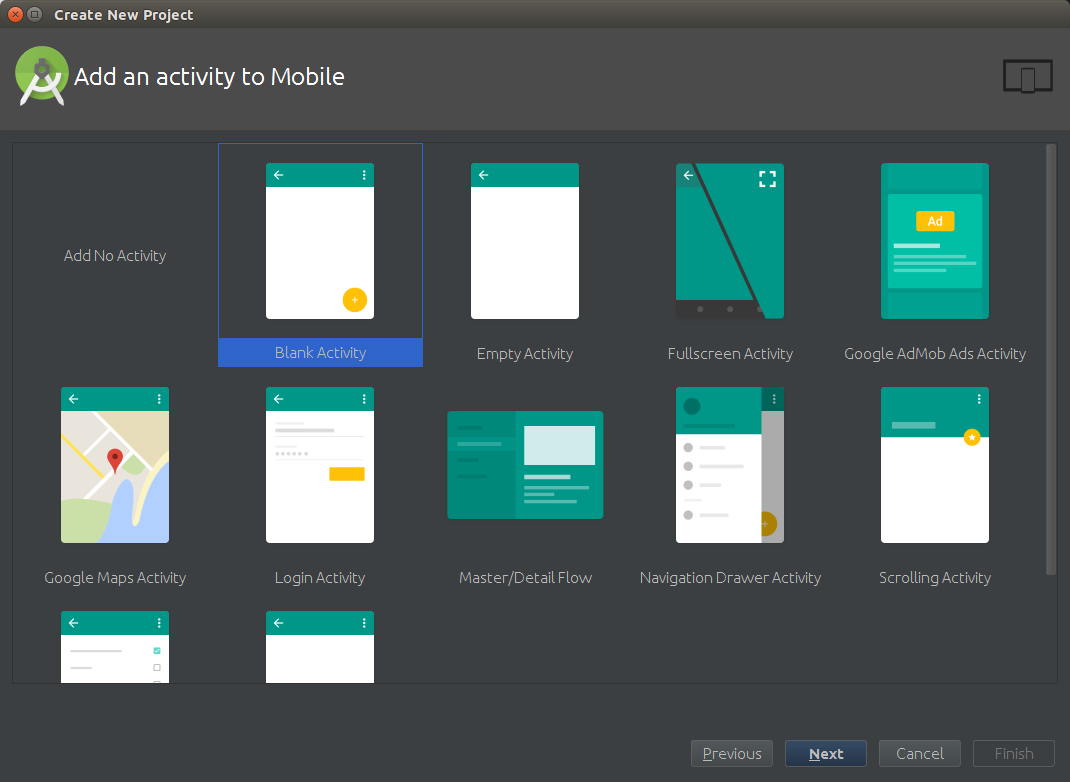 Create New Project
Add an activity to Mobile
Add No Activity
Blank Activity
Empty Activity
Fullscreen Activity
Ad
Google AdMob Ads Activity
Google Maps Activity
Login Activity
Master/Detail Flow
Navigation Drawer Activity
Scrolling Activity
Previous
Next
Cancel
Finish